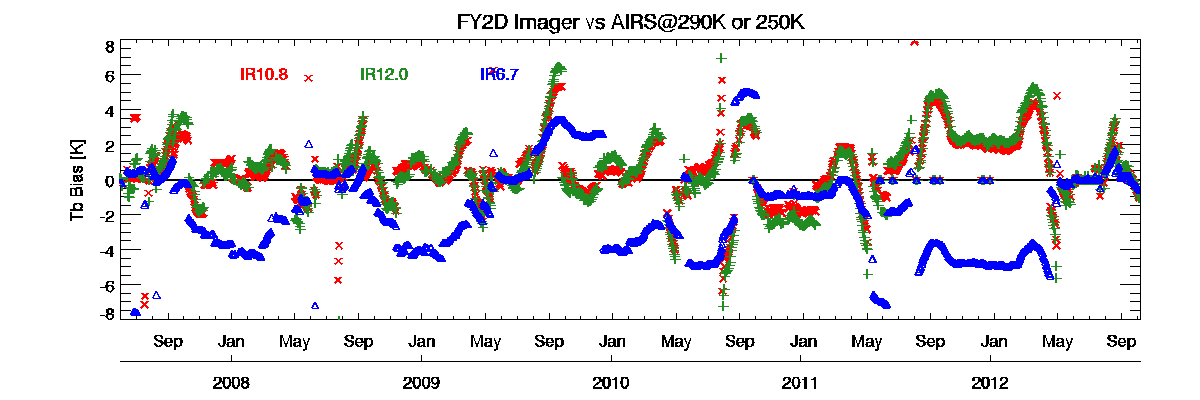 FY2D Imager vs AIRS@290K or 250K
IR10.8 IR12.0 IR6.7
Tb Bias [K]
8
6
4
2
0
-2
-4
-6
-8
Sep Jan May Sep Jan May Sep Jan May Sep Jan May Sep Jan May Sep
2008 2009 2010 2011 2012